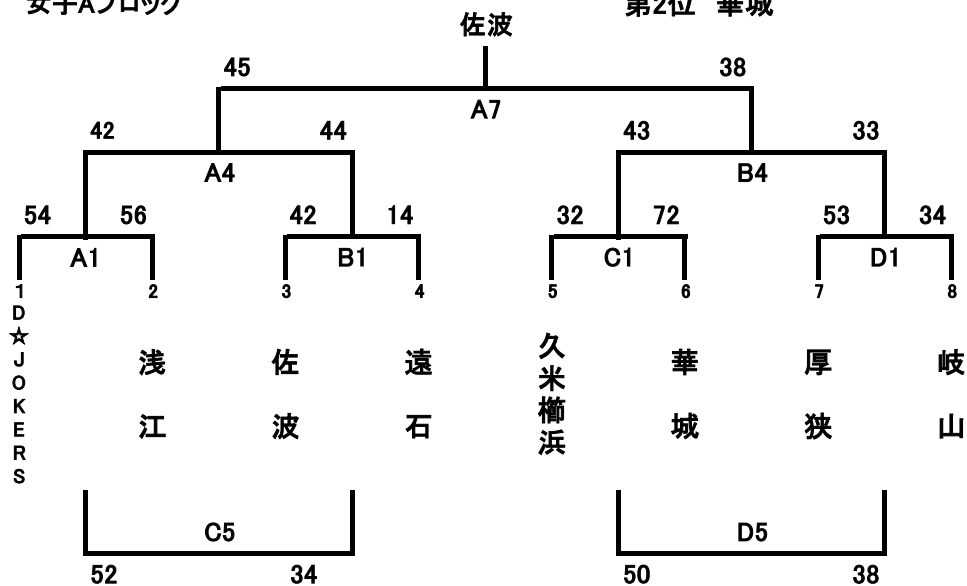 女子Aブロック
第2位 華城
佐波
45 38
A7
42 44 43 33
A4 B4
54 56 42 14 32 72 53 34
A1 B1 C1 D1
1 2 3 4 5 6 7 8
D☆JOKERS
浅江
佐波
遠石
久米櫛浜
華城
厚狭
岐山
C5 D5
52 34 50 38